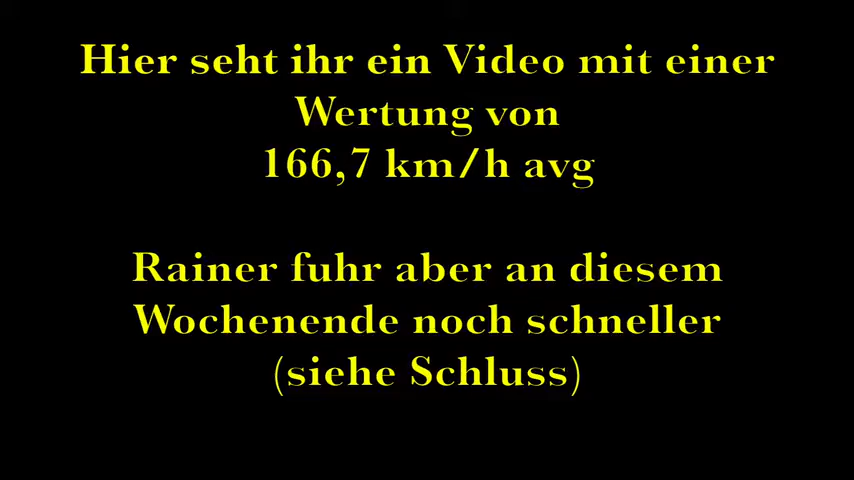 Hier seht ihr ein Video mit einer
Wertung von
166,7 km/h avg
Rainer fuhr aber an diesem
Wochenende noch schneller
(siehe Schluss)